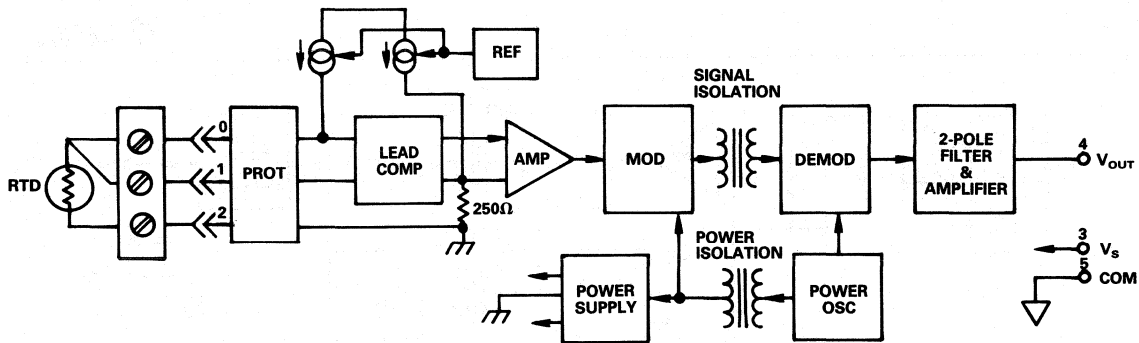 REF
SIGNAL
ISOLATION
RTD
0
1
2
PROT
LEAD
COMP
AMP
250Ω
MOD
DEMOD
2-POLE
FILTER
&
AMPLIFIER
4
VOUT
POWER
ISOLATION
POWER
SUPPLY
POWER
OSC
3
VS
5
COM